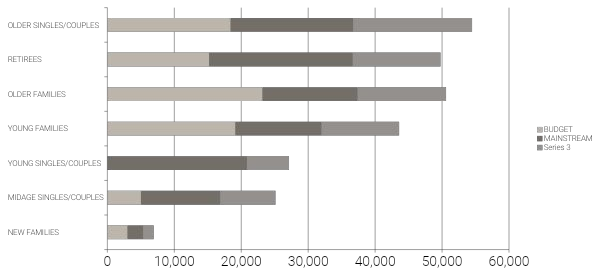 OLDER SINGLES/COUPLES
RETIREES
OLDER FAMILIES
YOUNG FAMILIES
YOUNG SINGLES/COUPLES
MIDAGE SINGLES/COUPLES
NEW FAMILIES
0 10,000 20,000 30,000 40,000 50,000 60,000
BUDGET
MAINSTREAM
Series 3